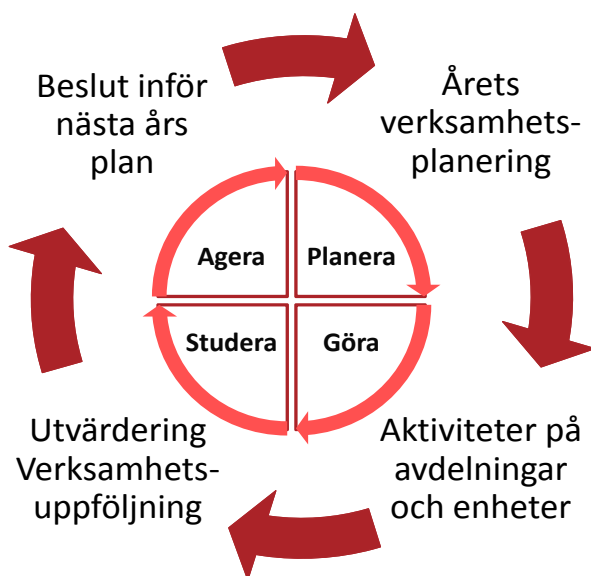 Beslut inför
nästa års
plan
Årets
verksamhets-
planering
Agera
Planera
Studera
Göra
Utvärdering
Verksamhets-
uppföljning
Aktiviteter på
avdelningar
och enheter